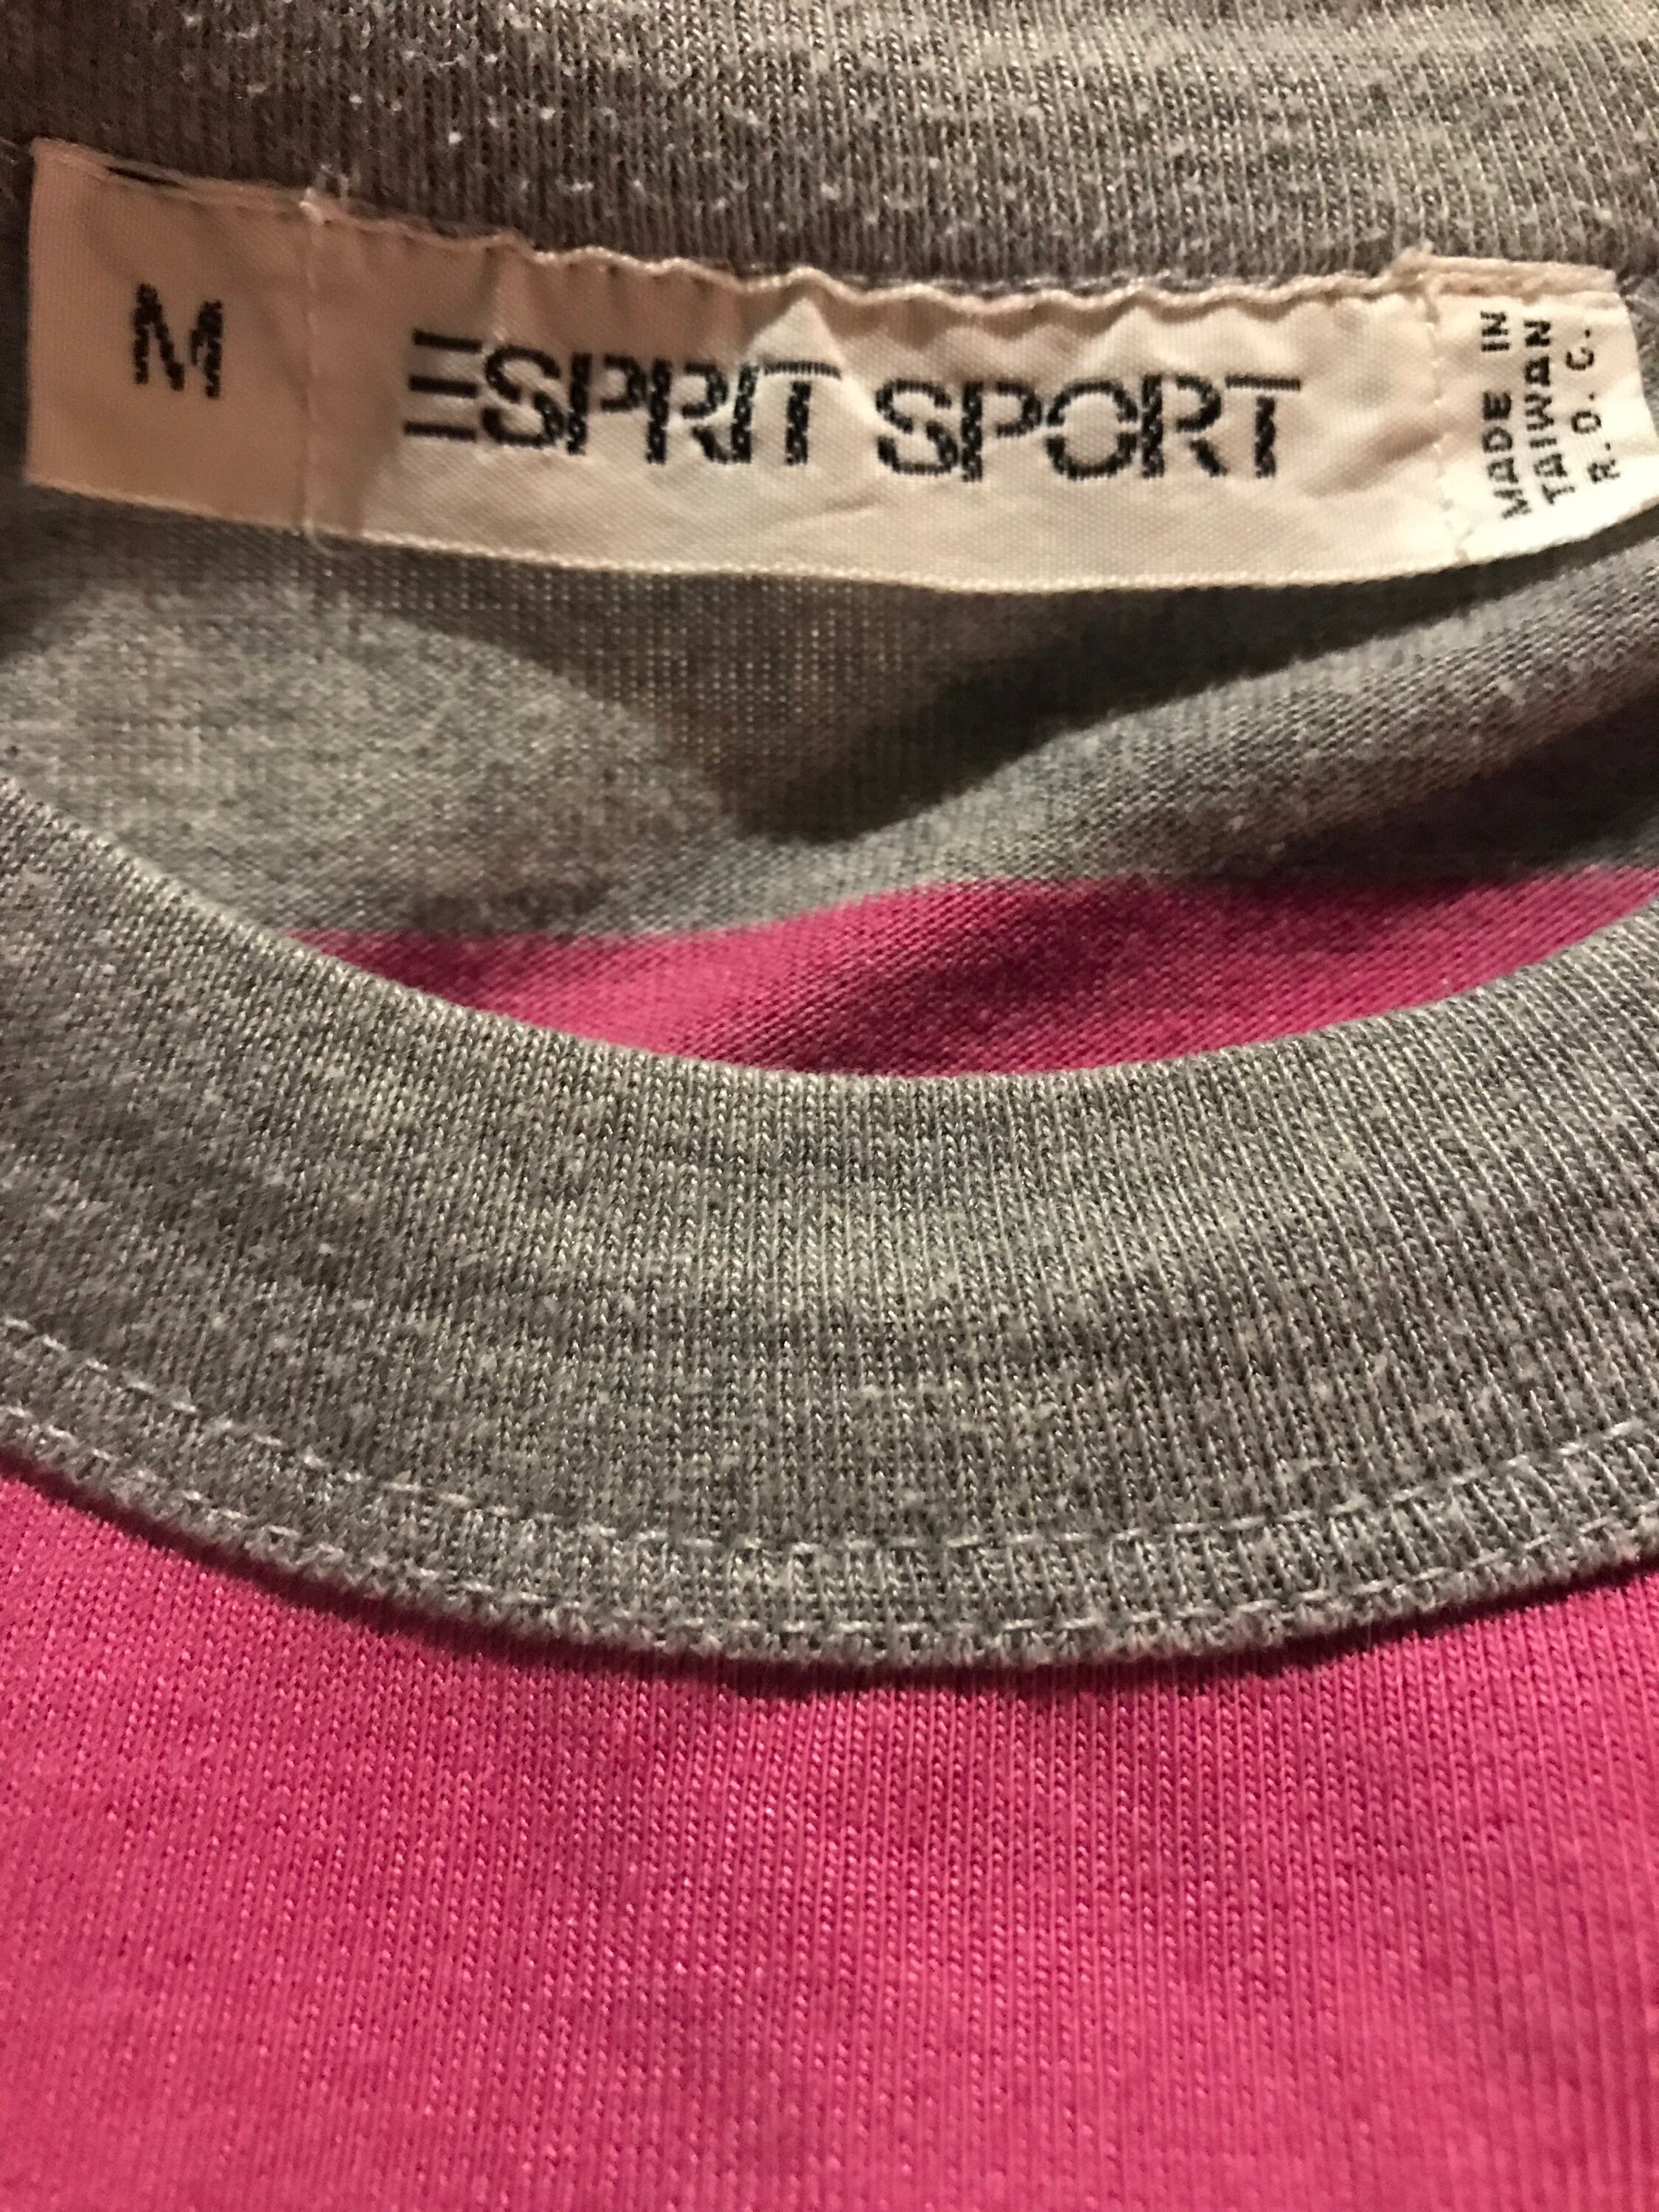 M
ESPRIT SPORT
MADE IN
TAIWAN
R.O.C.